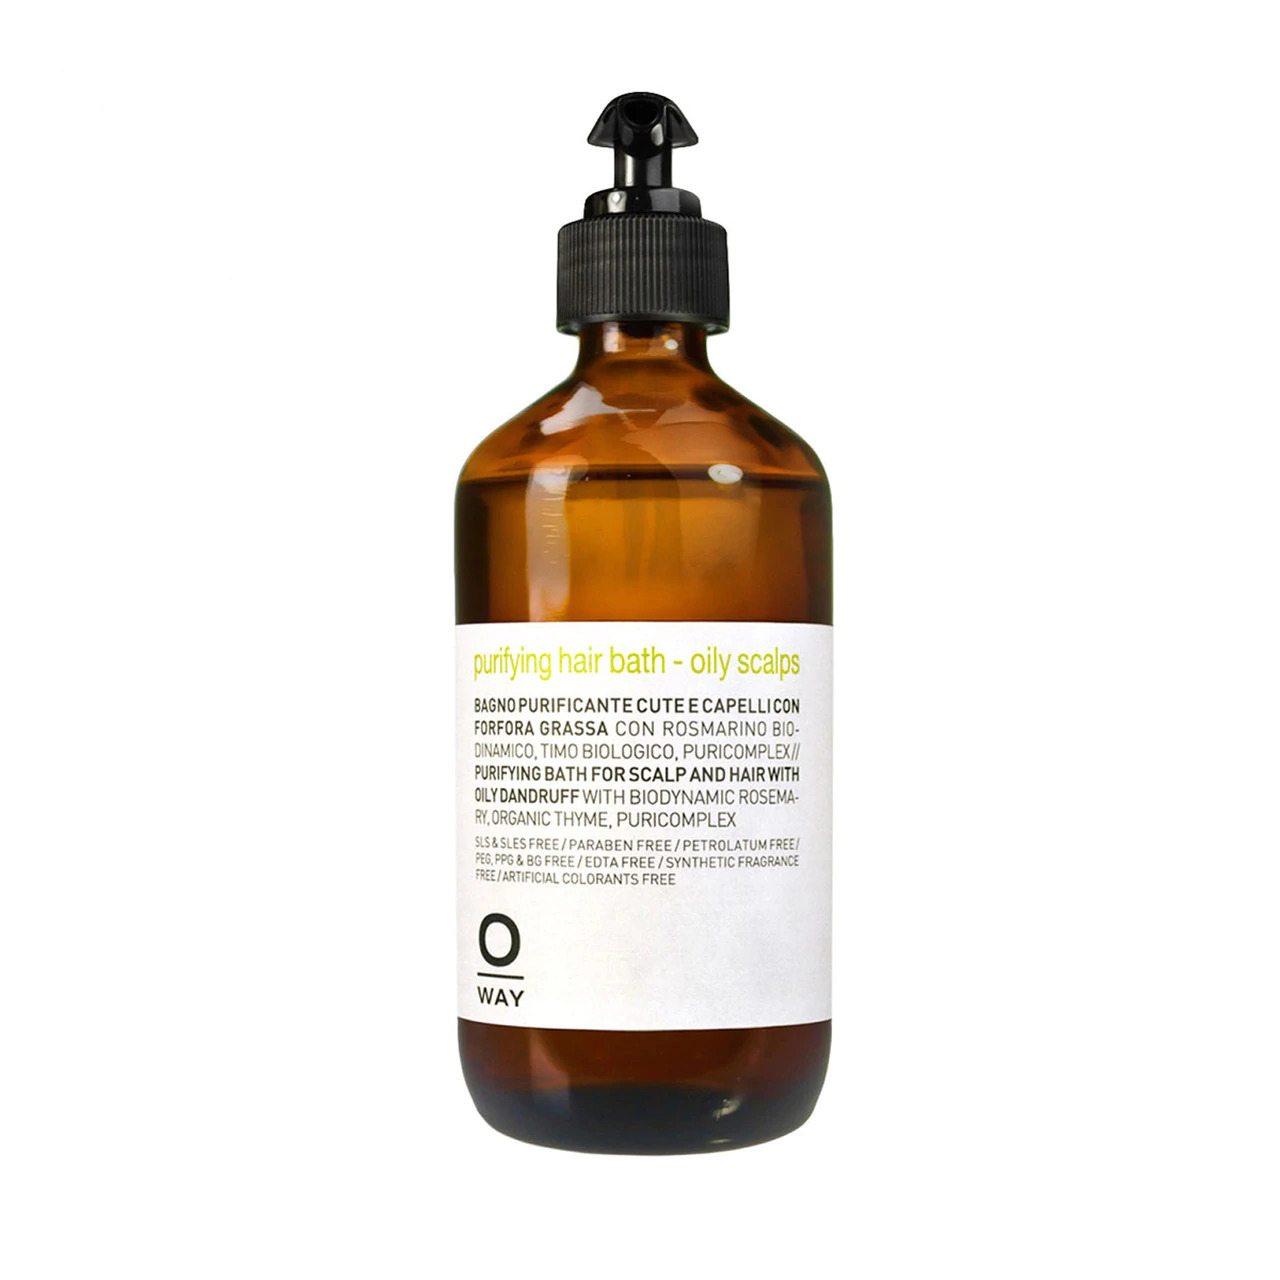 purifying hair bath - oily scalps
BAGNO PURIFICANTE CUTE E CAPELLI CON
FORFORA GRASSA CON ROSMARINO BIO-
DINAMICO, TIMO BIOLOGICO, PURICOMPLEX//
PURIFYING BATH FOR SCALP AND HAIR WITH
OILY DANDRUFF WITH BIODYNAMIC ROSEMA-
RY, ORGANIC THYME, PURICOMPLEX
SLS & SLES FREE / PARABEN FREE / PETROLATUM FREE /
PEG, PPG & BG FREE / EDTA FREE / SYNTHETIC FRAGRANCE
FREE / ARTIFICIAL COLORANTS FREE
O
WAY